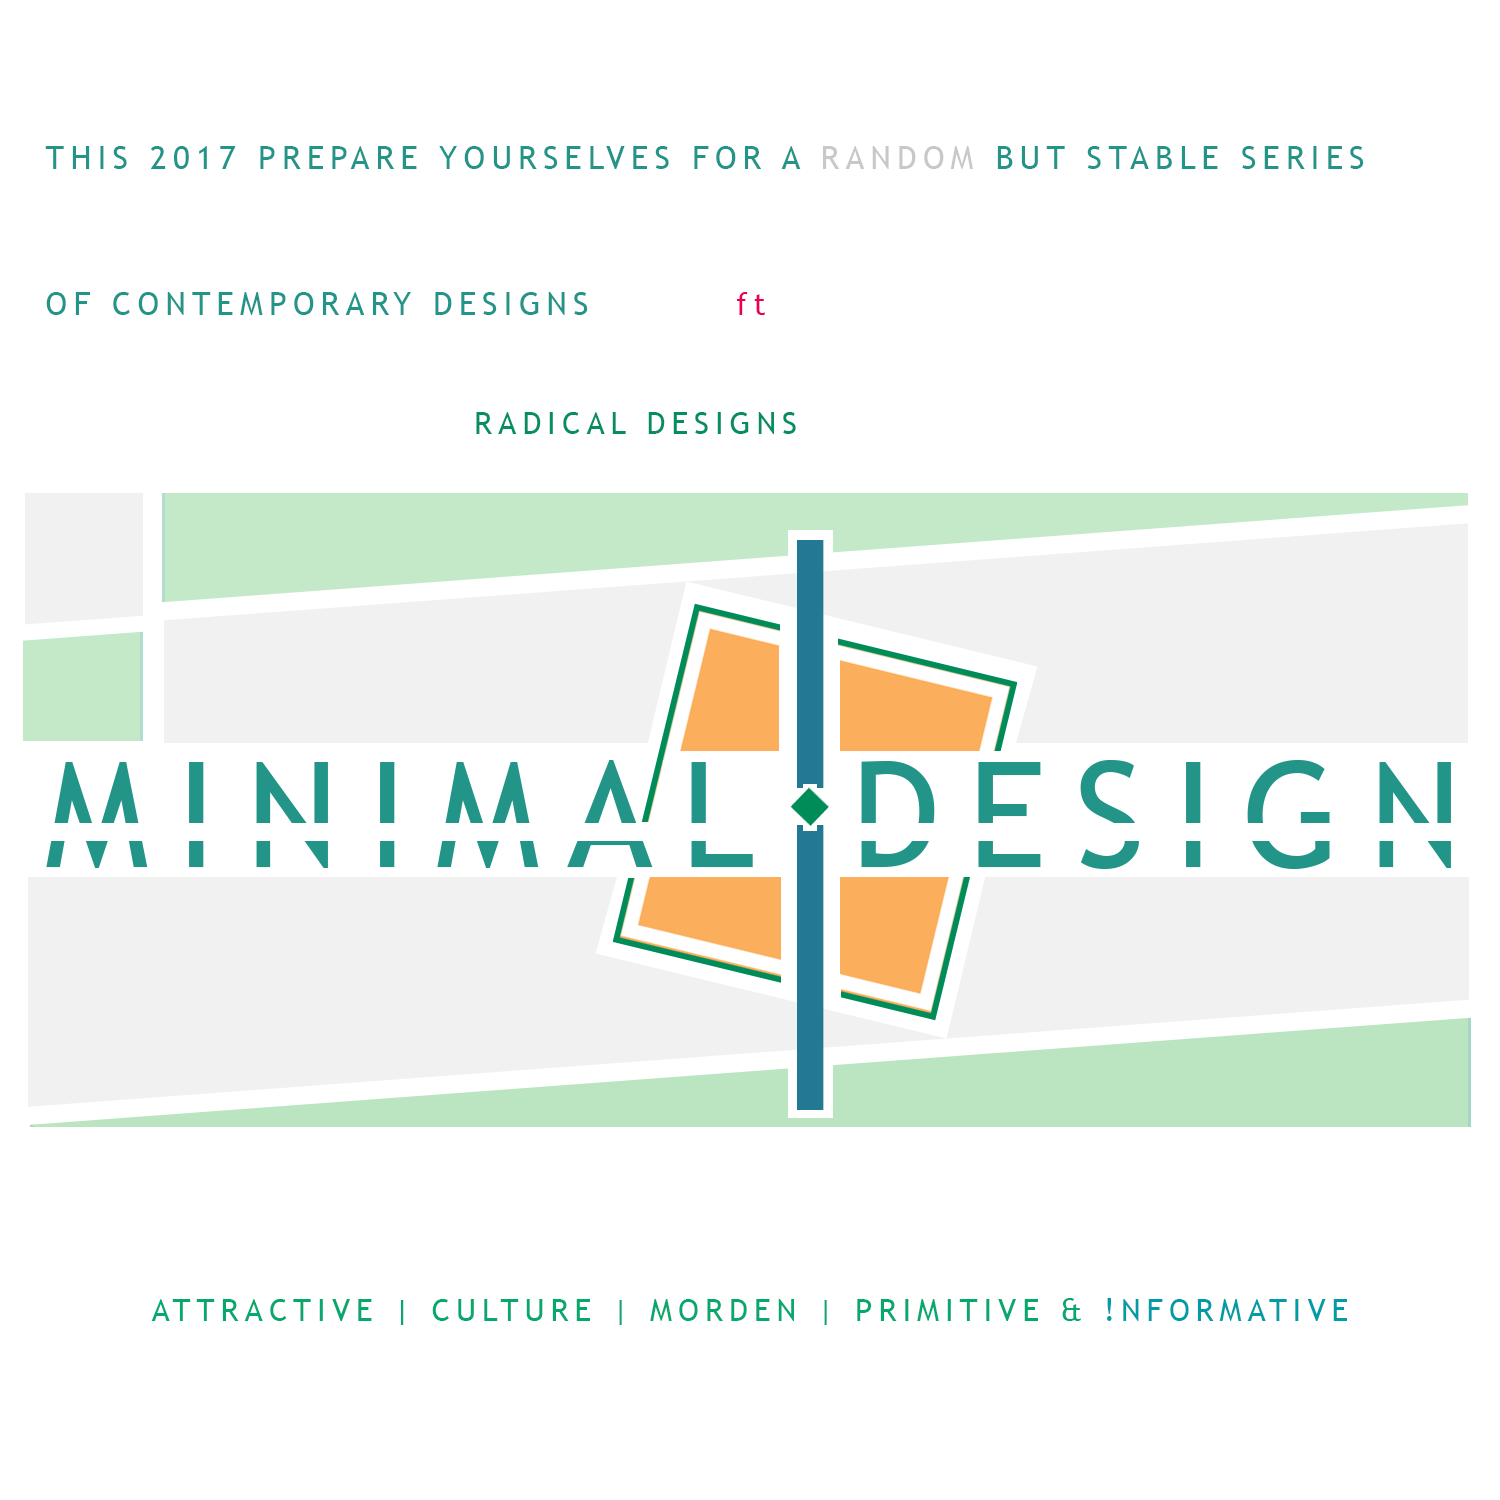 THIS 2017 PREPARE YOURSELVES FOR A RANDOM BUT STABLE SERIES
OF CONTEMPORARY DESIGNS ft
RADICAL DESIGNS
MINIMAL DESIGN
ATTRACTIVE | CULTURE | MORDEN | PRIMITIVE & !NFORMATIVE